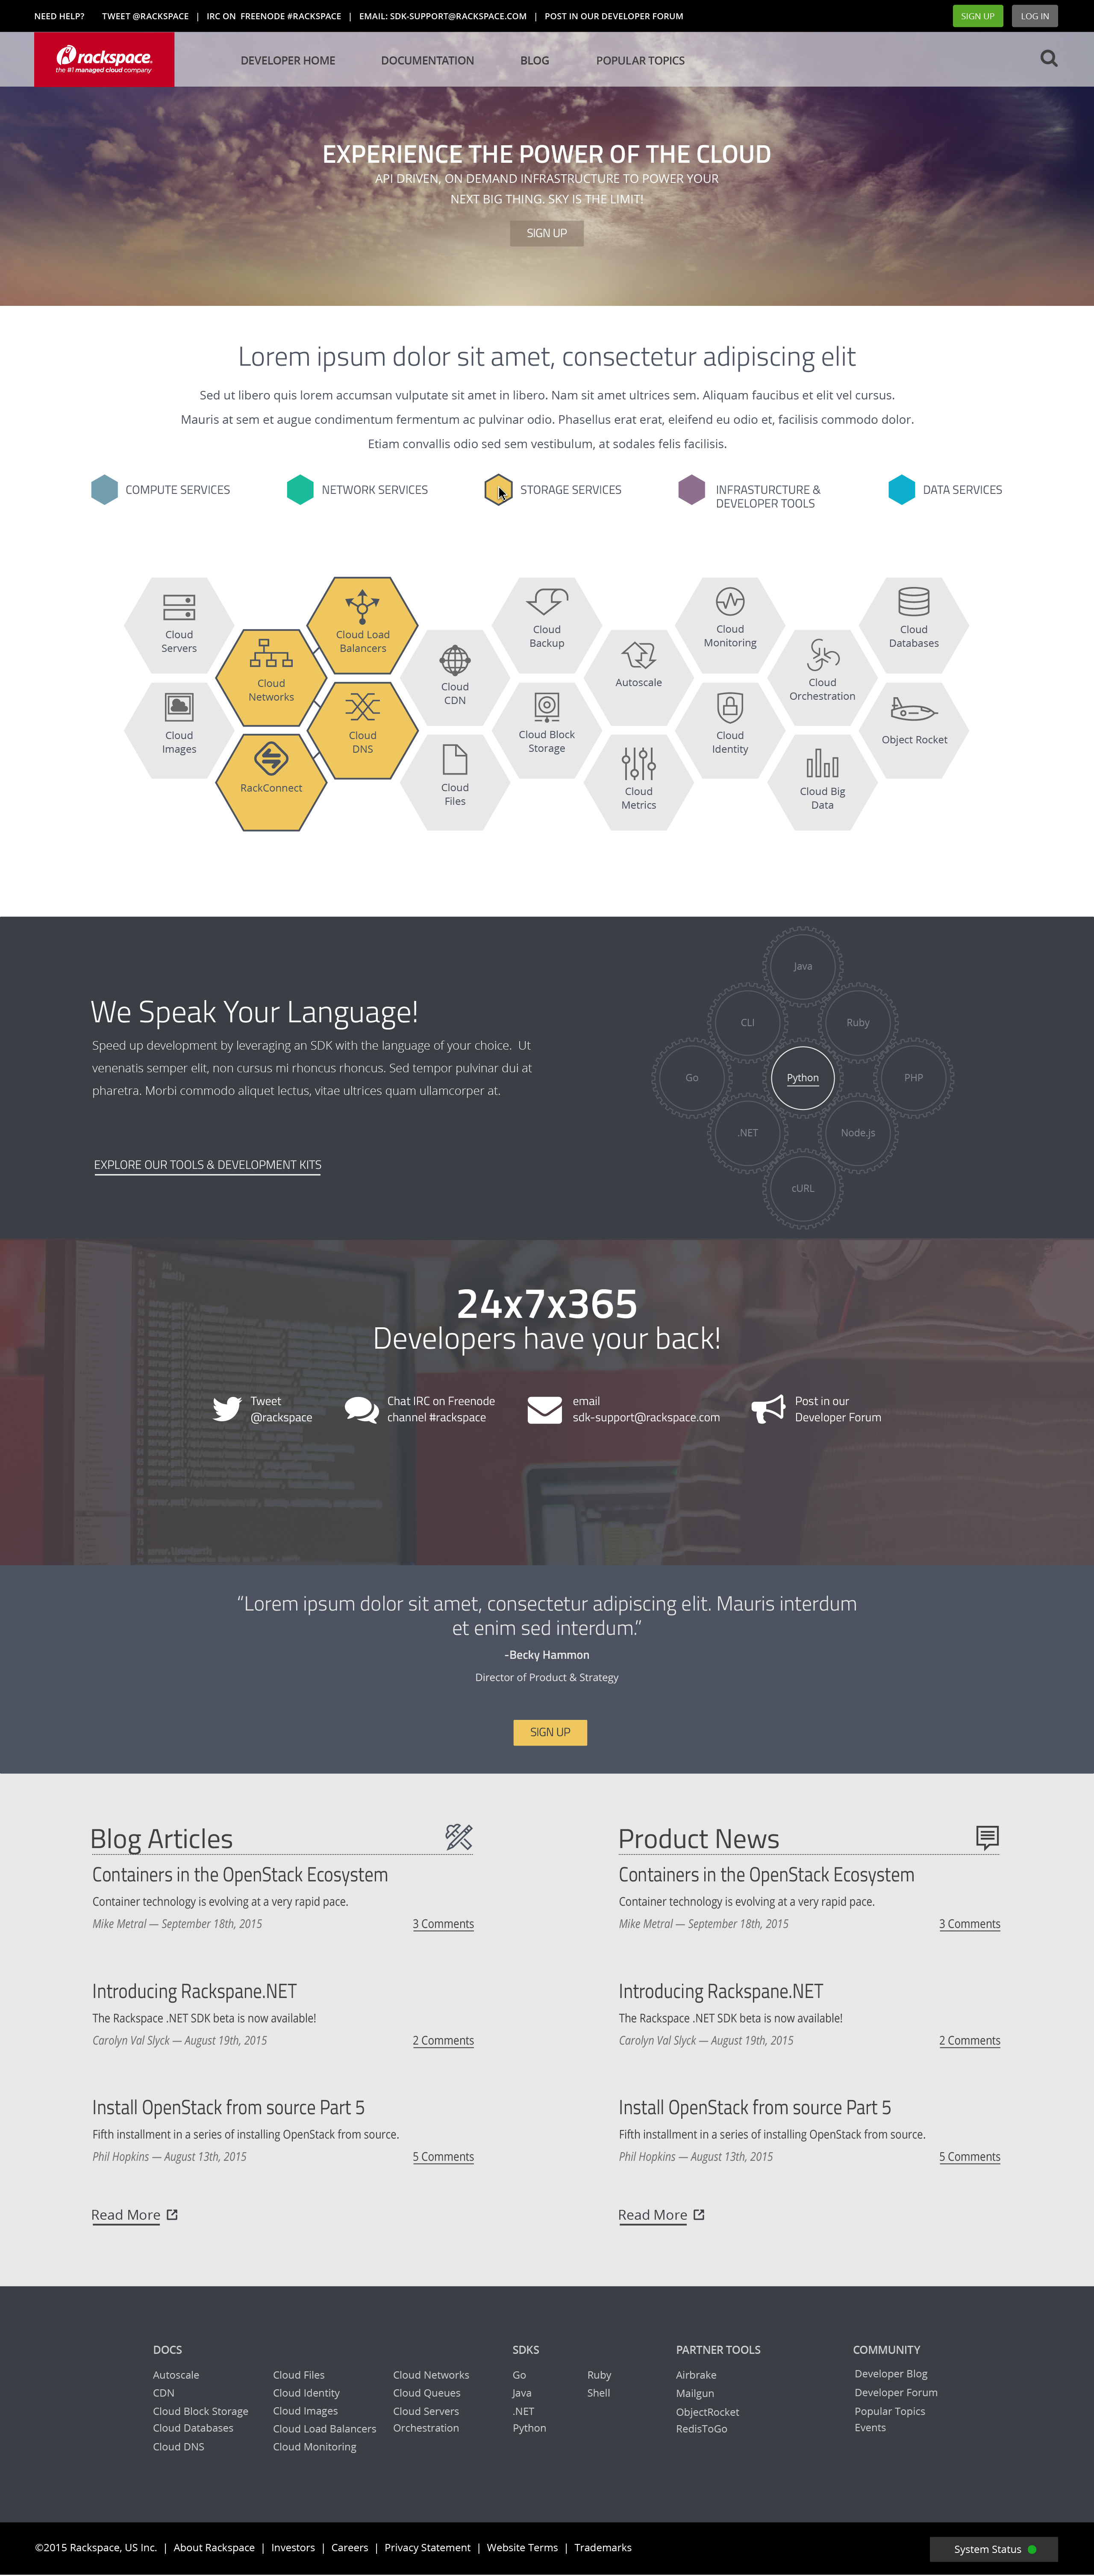 NEED HELP? TWEET @RACKSPACE | IRC ON FREENODE #RACKSPACE | EMAIL: SDK-SUPPORT@RACKSPACE.COM | POST IN OUR DEVELOPER FORUM SIGN UP LOG IN
rackspace.
the #1 managed cloud company
DEVELOPER HOME DOCUMENTATION BLOG POPULAR TOPICS
EXPERIENCE THE POWER OF THE CLOUD
API DRIVEN, ON DEMAND INFRASTRUCTURE TO POWER YOUR
NEXT BIG THING. SKY IS THE LIMIT!
SIGN UP
Lorem ipsum dolor sit amet, consectetur adipiscing elit
Sed ut libero quis lorem accumsan vulputate sit amet in libero. Nam sit amet ultrices sem. Aliquam faucibus et elit vel cursus.
Mauris at sem et augue condimentum fermentum ac pulvinar odio. Phasellus erat erat, eleifend eu odio et, facilisis commodo dolor.
Etiam convallis odio sed sem vestibulum, at sodales felis facilisis.
COMPUTE SERVICES
NETWORK SERVICES
STORAGE SERVICES
INFRASTURCTURE &
DEVELOPER TOOLS
DATA SERVICES
Cloud
Servers
Cloud
Images
Cloud
Networks
RackConnect
Cloud Load
Balancers
Cloud
DNS
Cloud
CDN
Cloud
Files
Cloud
Backup
Cloud Block
Storage
Autoscale
Cloud
Metrics
Cloud
Monitoring
Cloud
Identity
Cloud
Orchestration
Cloud Big
Data
Cloud
Databases
Object Rocket
We Speak Your Language!
Speed up development by leveraging an SDK with the language of your choice. Ut
venenatis semper elit, non cursus mi rhoncus rhoncus. Sed tempor pulvinar dui at
pharetra. Morbi commodo aliquet lectus, vitae ultrices quam ullamcorper at.
EXPLORE OUR TOOLS & DEVELOPMENT KITS
Java
CLI
Ruby
Go
Python
PHP
.NET
Node.js
cURL
24x7x365
Developers have your back!
Tweet
@rackspace
Chat IRC on Freenode
channel #rackspace
email
sdk-support@rackspace.com
Post in our
Developer Forum
“Lorem ipsum dolor sit amet, consectetur adipiscing elit. Mauris interdum
et enim sed interdum.”
-Becky Hammon
Director of Product & Strategy
SIGN UP
Blog Articles
Containers in the OpenStack Ecosystem
Container technology is evolving at a very rapid pace.
Mike Metral — September 18th, 2015 3 Comments
Introducing Rackspane.NET
The Rackspace .NET SDK beta is now available!
Carolyn Val Slyck — August 19th, 2015 2 Comments
Install OpenStack from source Part 5
Fifth installment in a series of installing OpenStack from source.
Phil Hopkins — August 13th, 2015 5 Comments
Read More
Product News
Containers in the OpenStack Ecosystem
Container technology is evolving at a very rapid pace.
Mike Metral — September 18th, 2015 3 Comments
Introducing Rackspane.NET
The Rackspace .NET SDK beta is now available!
Carolyn Val Slyck — August 19th, 2015 2 Comments
Install OpenStack from source Part 5
Fifth installment in a series of installing OpenStack from source.
Phil Hopkins — August 13th, 2015 5 Comments
Read More
DOCS
Autoscale
CDN
Cloud Block Storage
Cloud Databases
Cloud DNS
Cloud Files
Cloud Identity
Cloud Images
Cloud Load Balancers
Cloud Monitoring
Cloud Networks
Cloud Queues
Cloud Servers
Orchestration
SDKS
Go
Java
.NET
Python
Ruby
Shell
PARTNER TOOLS
Airbrake
Mailgun
ObjectRocket
RedisToGo
COMMUNITY
Developer Blog
Developer Forum
Popular Topics
Events
©2015 Rackspace, US Inc. | About Rackspace | Investors | Careers | Privacy Statement | Website Terms | Trademarks
System Status